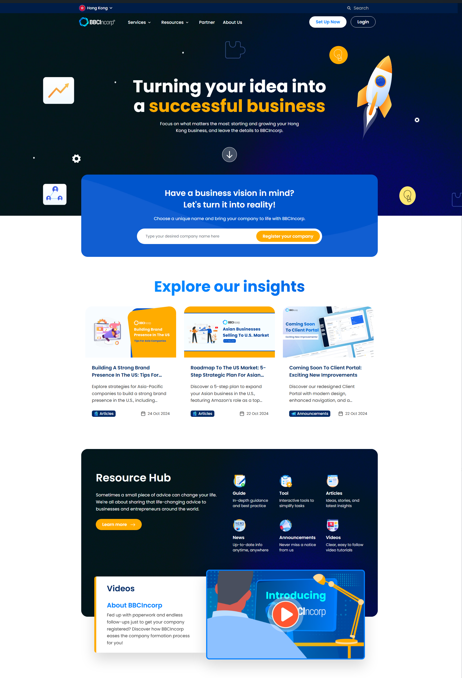 Hong Kong
Search
BBCIncorp
Services
Resources
Partner
About Us
Set Up Now
Login
Turning your idea into
a successful business
Focus on what matters the most: starting and growing your Hong
Kong business, and leave the details to BBCIncorp.
Have a business vision in mind?
Let's turn it into reality!
Choose a unique name and bring your company to life with BBCIncorp.
Type your desired company name here
Register your company
Explore our insights
Building Brand
Presence In The US
Asian Businesses
Selling To U.S. Market
Coming Soon
To Client Portal
Building A Strong Brand
Presence In The US: Tips For...
Explore strategies for Asia-Pacific
companies to build a strong brand
presence in the U.S., including...
Articles
24 Oct 2024
Roadmap To The US Market: 5-
Step Strategic Plan For Asian...
Discover a 5-step plan to expand
your Asian business in the U.S.,
featuring Amazon's role as a top...
Articles
22 Oct 2024
Coming Soon To Client Portal:
Exciting New Improvements
Discover our redesigned Client
Portal with modern design,
enhanced navigation, and a...
Announcements
22 Oct 2024
Resource Hub
Sometimes a small piece of advice can change your life.
We're all about sharing that life-changing advice to
businesses and entrepreneurs around the world.
Learn more
Guide
In-depth guidance
and best practice
Tool
Interactive tools to
simplify tasks
Articles
Ideas, stories, and
latest insights
News
Up-to-date info
anytime, anywhere
Announcements
Never miss a notice
from us
Videos
Clear, easy to follow
video tutorials
Videos
About BBCIncorp
Fed up with paperwork and endless
follow-ups just to get your company
registered? Discover how BBCIncorp
eases the company formation process
for you!
Introducing